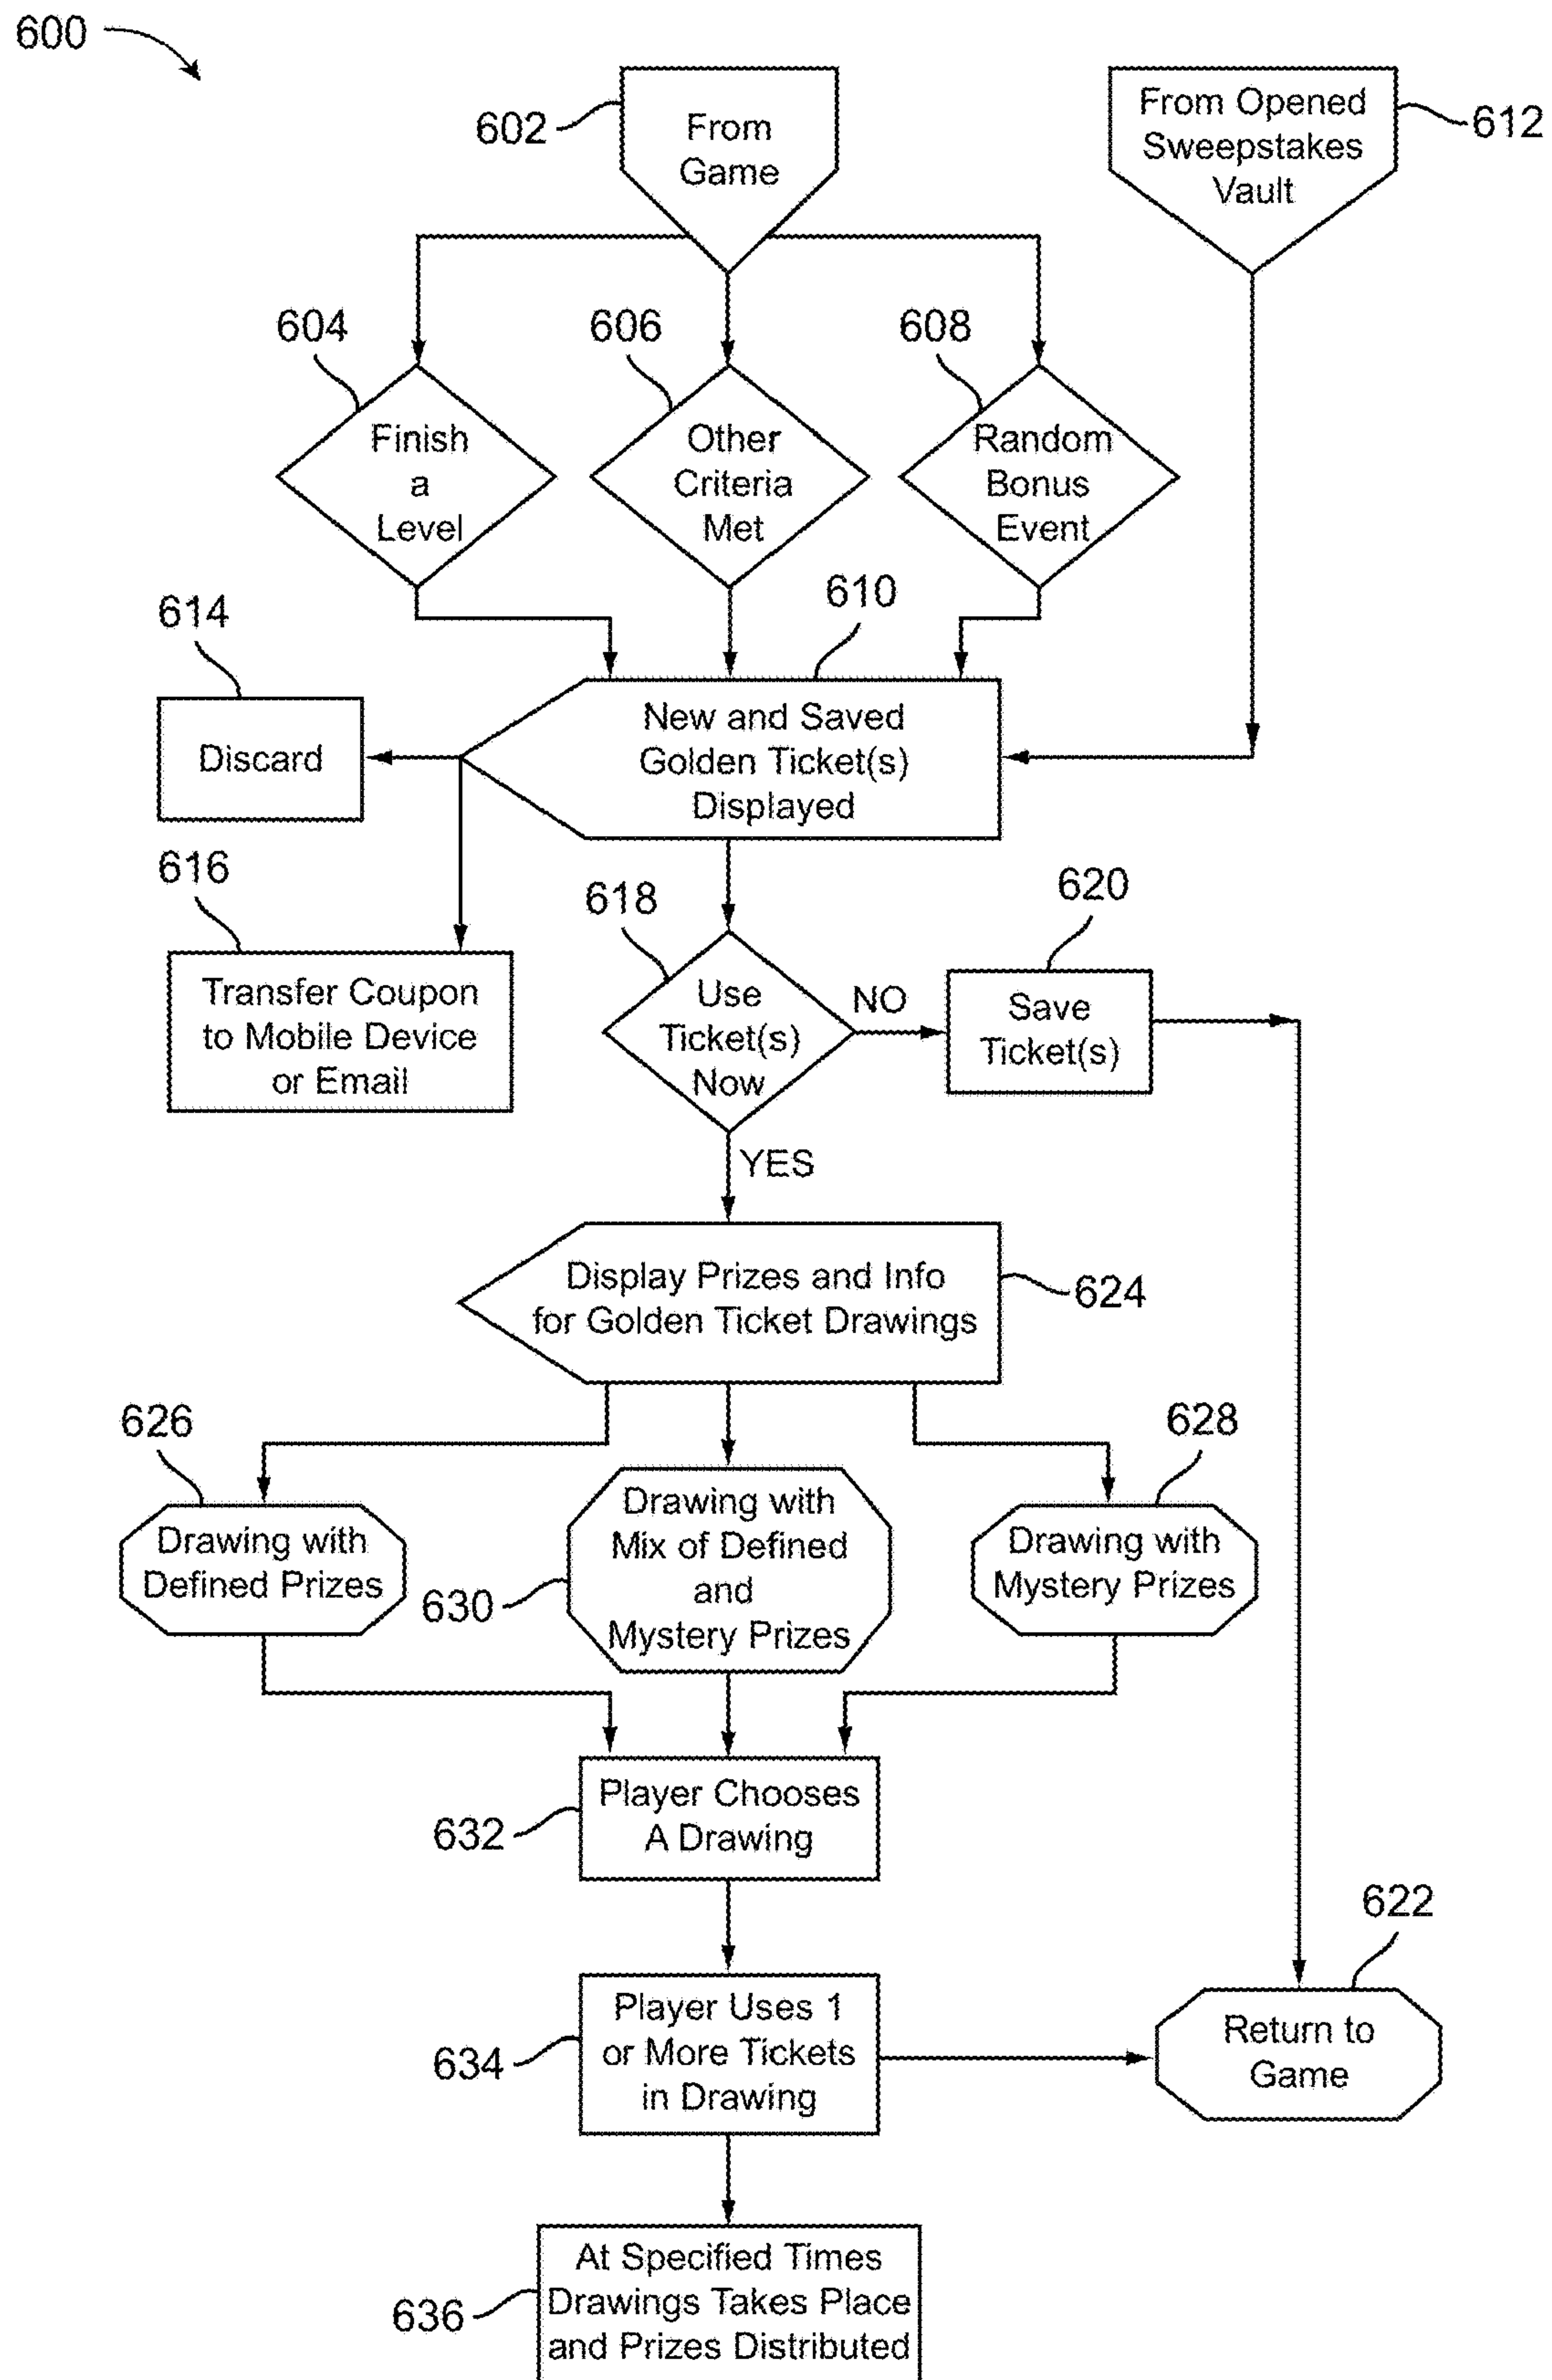 600
602
From
Game
From Opened
Sweepstakes
Vault
612
604
606
608
Finish
a
Level
Other
Criteria
Met
Random
Bonus
Event
610
614
Discard
New and Saved
Golden Ticket(s)
Displayed
616
Transfer Coupon
to Mobile Device
or Email
618
Use
Ticket(s)
Now
NO
620
Save
Ticket(s)
YES
Display Prizes and Info
for Golden Ticket Drawings
624
626
Drawing with
Defined Prizes
630
Drawing with
Mix of Defined
and
Mystery Prizes
628
Drawing with
Mystery Prizes
632
Player Chooses
A Drawing
634
Player Uses 1
or More Tickets
in Drawing
622
Return to
Game
636
At Specified Times
Drawings Takes Place
and Prizes Distributed